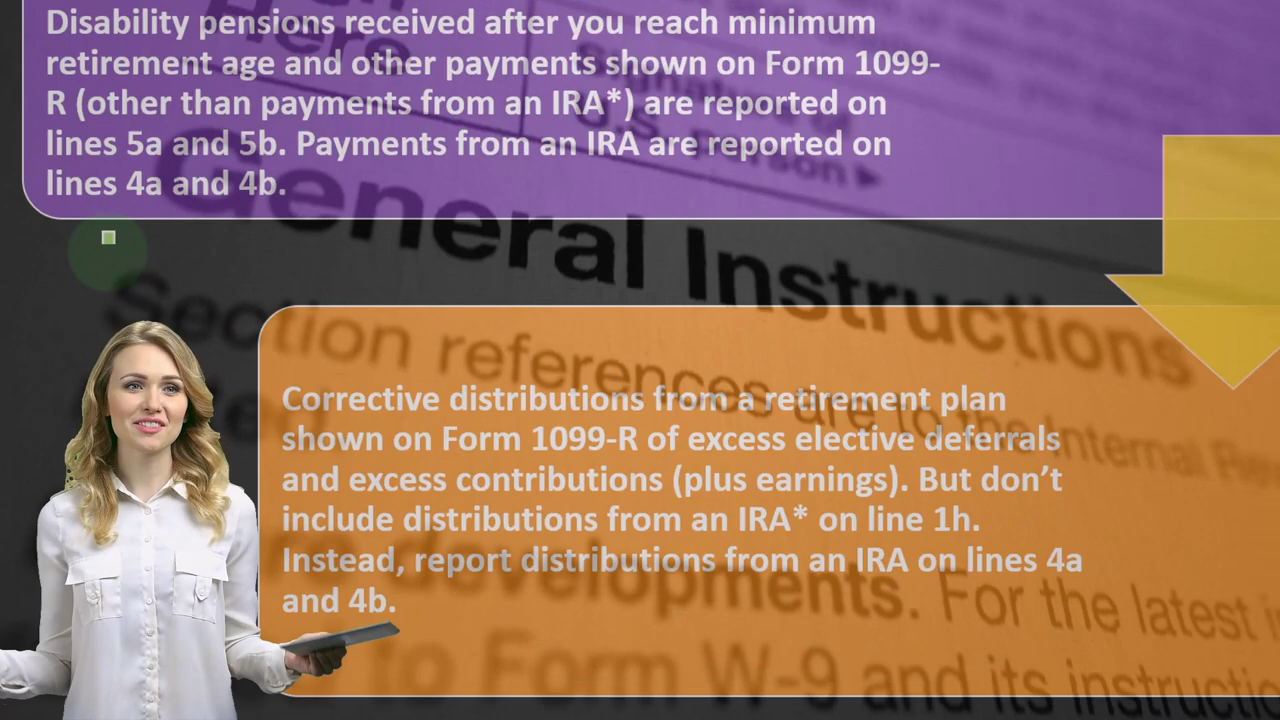 Disability pensions received after you reach minimum
retirement age and other payments shown on Form 1099-
R (other than payments from an IRA*) are reported on
lines 5a and 5b. Payments from an IRA are reported on
lines 4a and 4b.
General Instructions
Section references are to the Internal
Corrective distributions from a retirement plan
shown on Form 1099-R of excess elective deferrals
and excess contributions (plus earnings). But don’t
include distributions from an IRA* on line 1h.
Instead, report distributions from an IRA on lines 4a
and 4b.
developments. For the latest
to Form W-9 and its